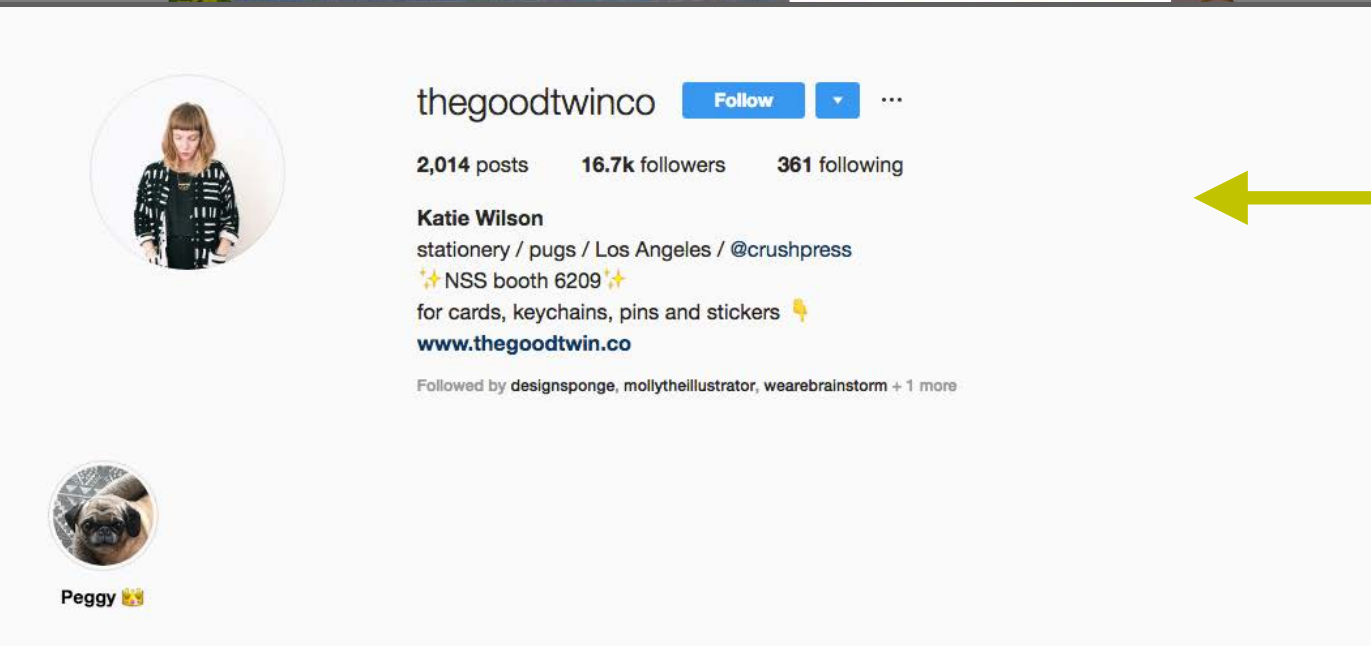 thegoodtwinco Follow ...
2,014 posts 16.7k followers 361 following
Katie Wilson
stationery / pugs / Los Angeles / @crushpress
✨NSS booth 6209✨
for cards, keychains, pins and stickers 👇
www.thegoodtwin.co
Followed by designsponge, mollytheillustrator, wearebrainstorm + 1 more
Peggy 👑